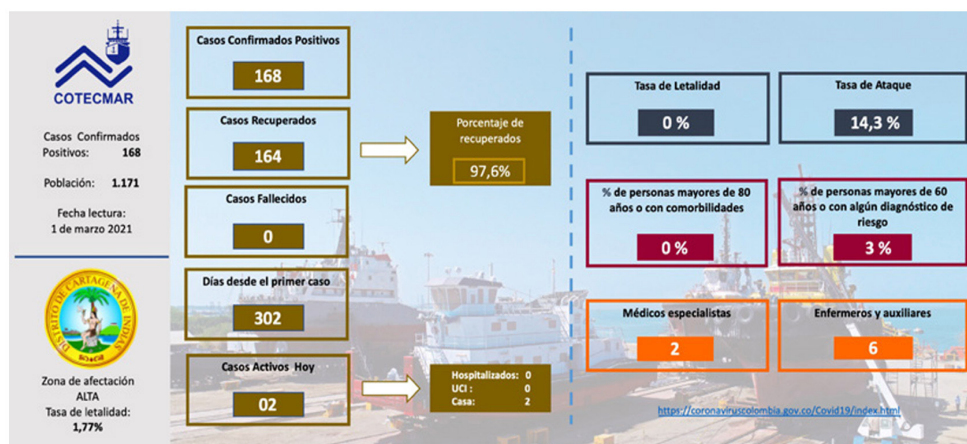 COTECMAR
Casos Confirmados
Positivos: 168
Población: 1.171
Fecha lectura:
1 de marzo 2021
DISTRITO DE CARTAGENA DE INDIAS
Zona de afectación
ALTA
Tasa de letalidad:
1,77%
Casos Confirmados Positivos
168
Casos Recuperados
164
Porcentaje de
recuperados
97,6%
Casos Fallecidos
0
Días desde el primer caso
302
Casos Activos Hoy
02
Hospitalizados: 0
UCI : 0
Casa: 2
Tasa de Letalidad
0 %
Tasa de Ataque
14,3 %
% de personas mayores de 80
años o con comorbilidades
0 %
% de personas mayores de 60
años o con algún diagnóstico de
riesgo
3 %
Médicos especialistas
2
Enfermeros y auxiliares
6
https://coronaviruscolombia.gov.co/Covid19/index.html